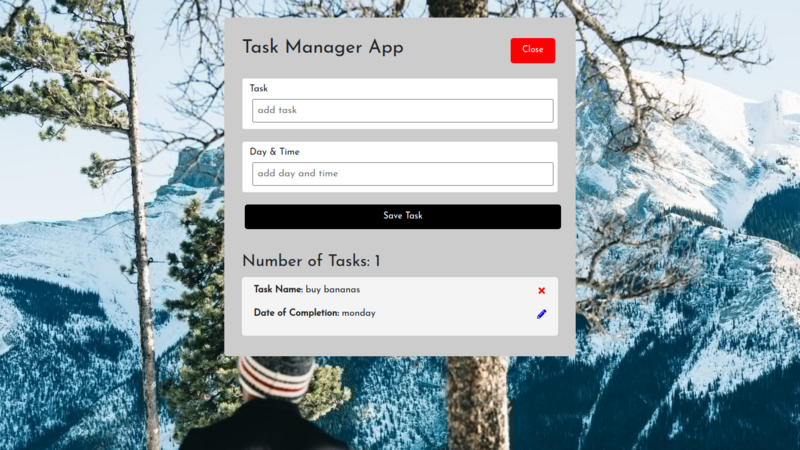 Task Manager App
Close
Task
add task
Day & Time
add day and time
Save Task
Number of Tasks: 1
Task Name: buy bananas
Date of Completion: monday